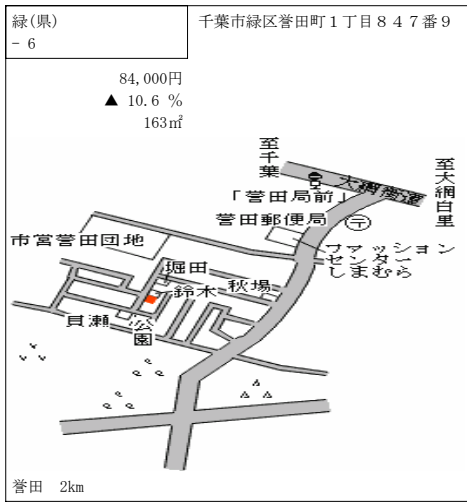 緑(県)
- 6
千葉市緑区誉田町１丁目８４７番９
84,000円
▲ 10.6 %
163㎡
至千葉
大網街道
至大網白里
「誉田局前」
誉田郵便局
市営誉田団地
ファッション
センター
しまむら
堀田
鈴木
秋場
貝瀬
公園
誉田　2km